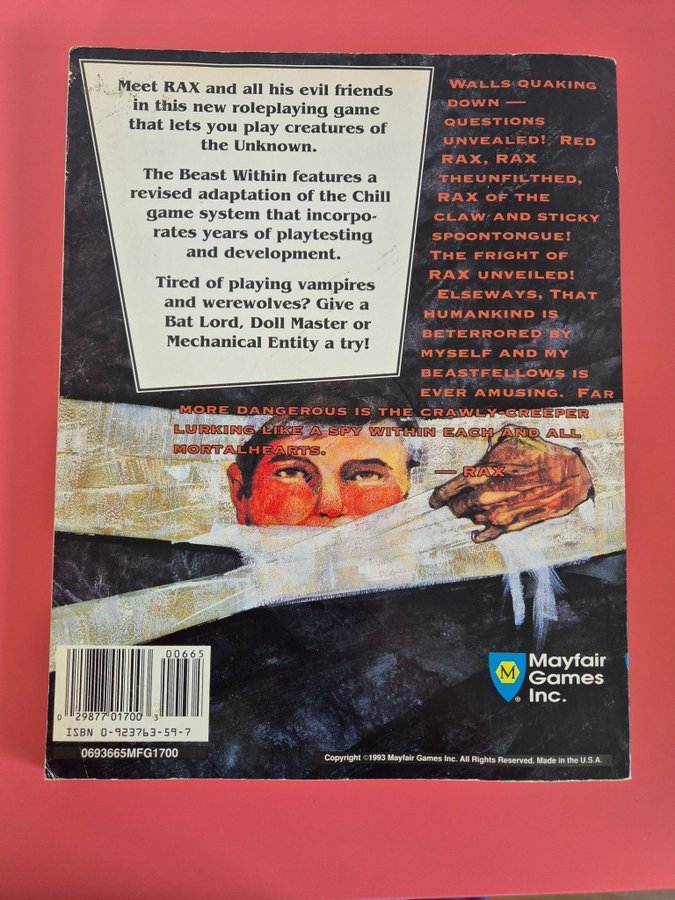 Meet RAX and all his evil friends
in this new roleplaying game
that lets you play creatures of
the Unknown.
The Beast Within features a
revised adaptation of the Chill
game system that incorpo-
rates years of playtesting
and development.
Tired of playing vampires
and werewolves? Give a
Bat Lord, Doll Master or
Mechanical Entity a try!
WALLS QUAKING
DOWN —
QUESTIONS
UNVEALED! RED
RAX, RAX
THEUNFILTHED,
RAX OF THE
CLAW AND STICKY
SPOONTONGUE!
THE FRIGHT OF
RAX UNVEILED!
ELSEWAYS, THAT
HUMANKIND IS
BETERRORED BY
MYSELF AND MY
BEASTFELLOWS IS
EVER AMUSING. FAR
MORE DANGEROUS IS THE CRAWLY-CREEPER
LURKING LIKE A SPY WITHIN EACH AND ALL
MORTALHEARTS.
— RAX
00665
0 29877 01700 3
ISBN 0-923763-59-7
0693665MFG1700
M
®
Mayfair
Games
Inc.
Copyright ©1993 Mayfair Games Inc. All Rights Reserved. Made in the U.S.A.